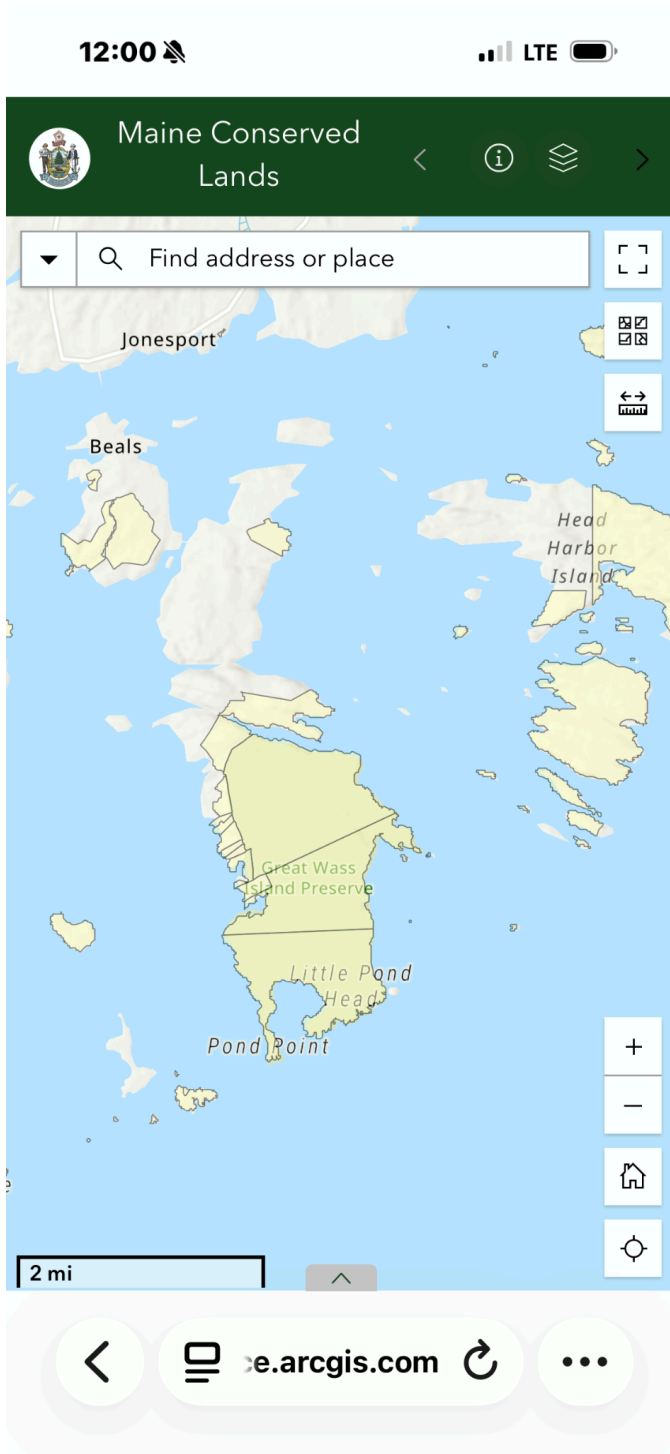 12:00
LTE
Maine Conserved
Lands
Find address or place
Jonesport
Beals
Head
Harbor
Island
Great Wass
Island Preserve
Little Pond
Head
Pond Point
2 mi
e.arcgis.com